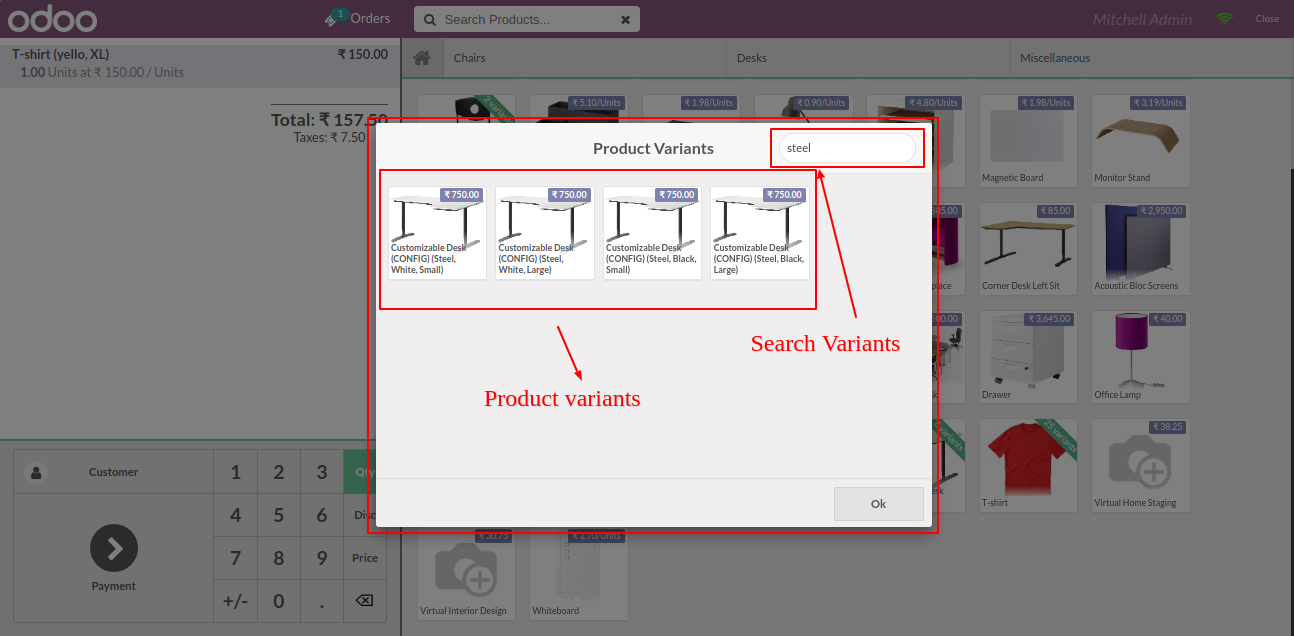 odoo
1
Orders
Search Products...
Mitchell Admin
Close
T-shirt (yello, XL)
₹ 150.00
1.00 Units at ₹ 150.00 / Units
Total: ₹ 157.50
Taxes: ₹ 7.50
Chairs
Desks
Miscellaneous
₹ 5.10/Units
₹ 1.98/Units
₹ 0.90/Units
₹ 4.80/Units
₹ 1.98/Units
₹ 3.19/Units
Magnetic Board
Monitor Stand
Product Variants
steel
₹ 750.00
₹ 750.00
₹ 750.00
₹ 750.00
Customizable Desk
(CONFIG) (Steel,
White, Small)
Customizable Desk
(CONFIG) (Steel,
White, Large)
Customizable Desk
(CONFIG) (Steel, Black,
Small)
Customizable Desk
(CONFIG) (Steel, Black,
Large)
₹ 85.00
₹ 2,950.00
Corner Desk Left Sit
Acoustic Bloc Screens
Search Variants
Product variants
₹ 3,645.00
₹ 40.00
Drawer
Office Lamp
25 variants
₹ 38.25
T-shirt
Virtual Home Staging
Ok
Customer
Payment
1
2
3
Qty
4
5
6
Disc
7
8
9
Price
+/-
0
.
₹ 30.75
₹ 1.70/Units
Virtual Interior Design
Whiteboard